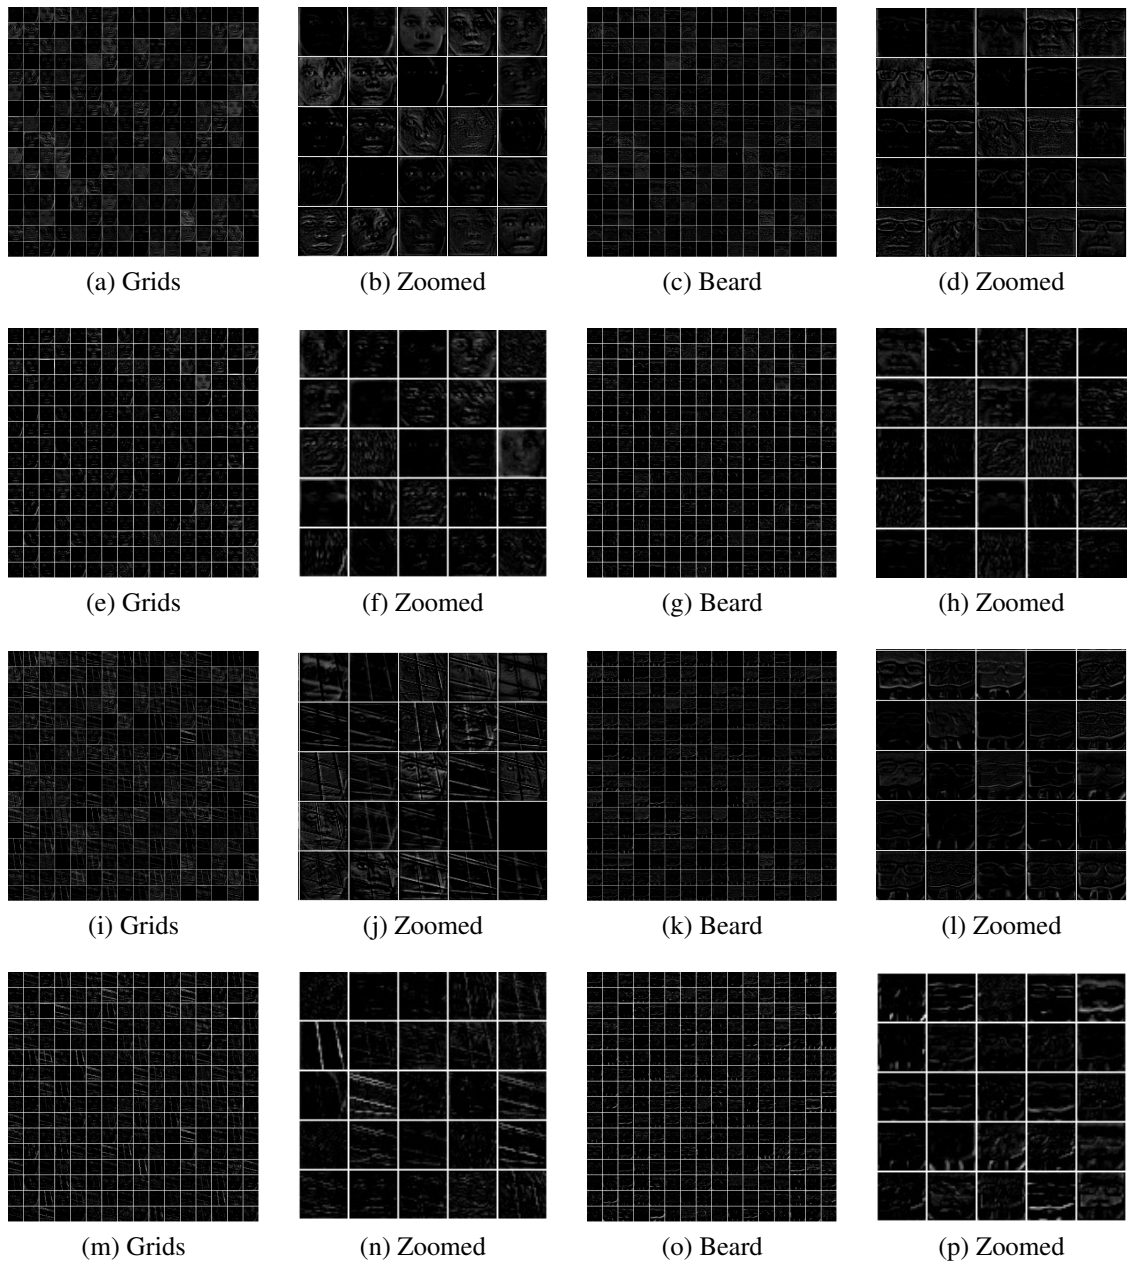 (a) Grids (b) Zoomed (c) Beard (d) Zoomed
(e) Grids (f) Zoomed (g) Beard (h) Zoomed
(i) Grids (j) Zoomed (k) Beard (l) Zoomed
(m) Grids (n) Zoomed (o) Beard (p) Zoomed